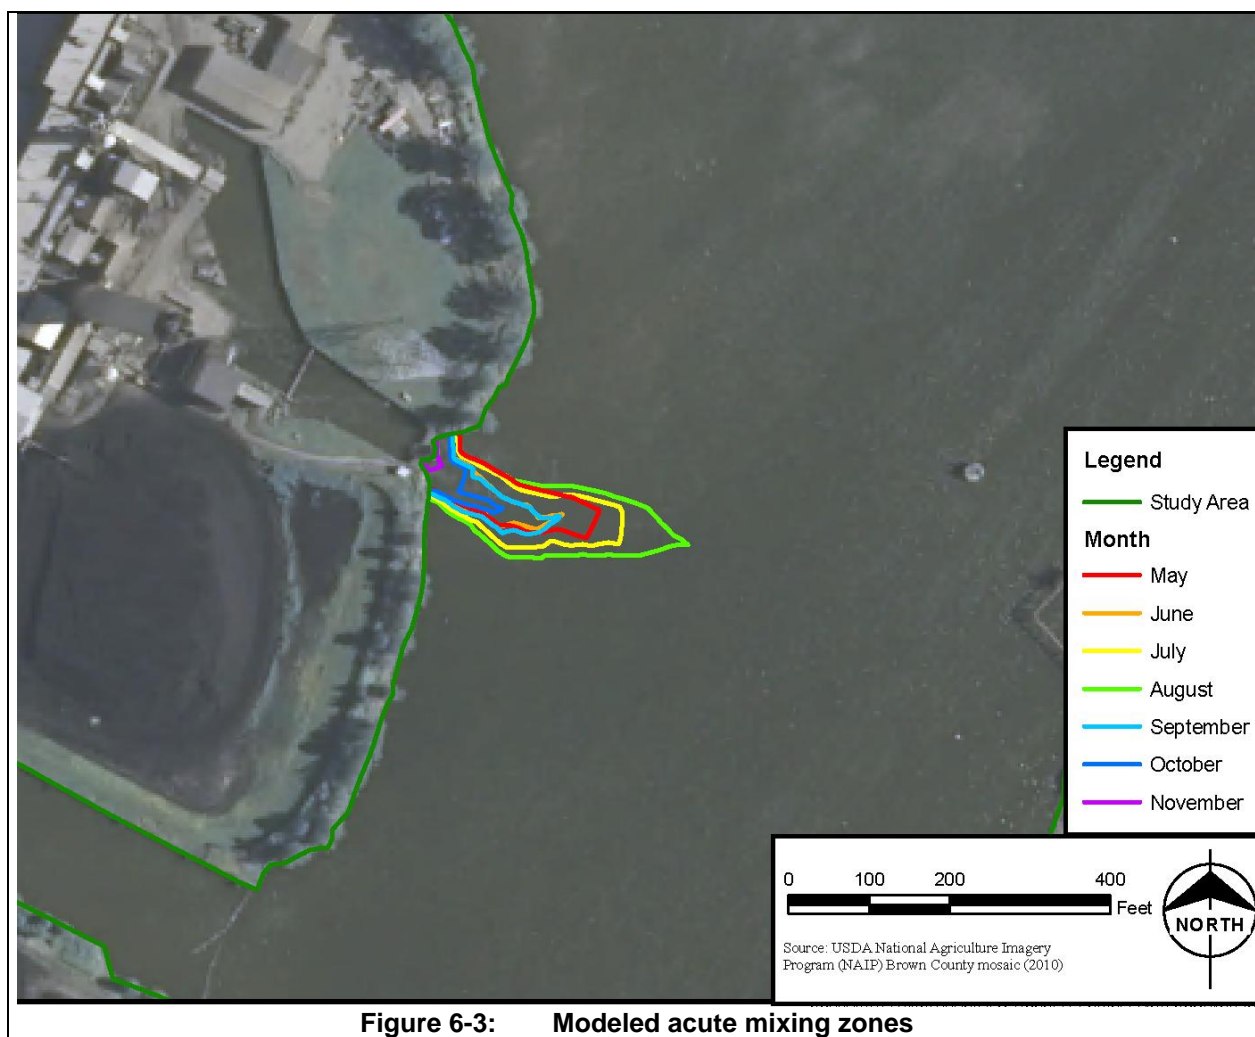 Legend
Study Area
Month
May
June
July
August
September
October
November
0 100 200 400
Feet
NORTH
Source: USDA National Agriculture Imagery
Program (NAIP) Brown County mosaic (2010)
Figure 6-3: Modeled acute mixing zones